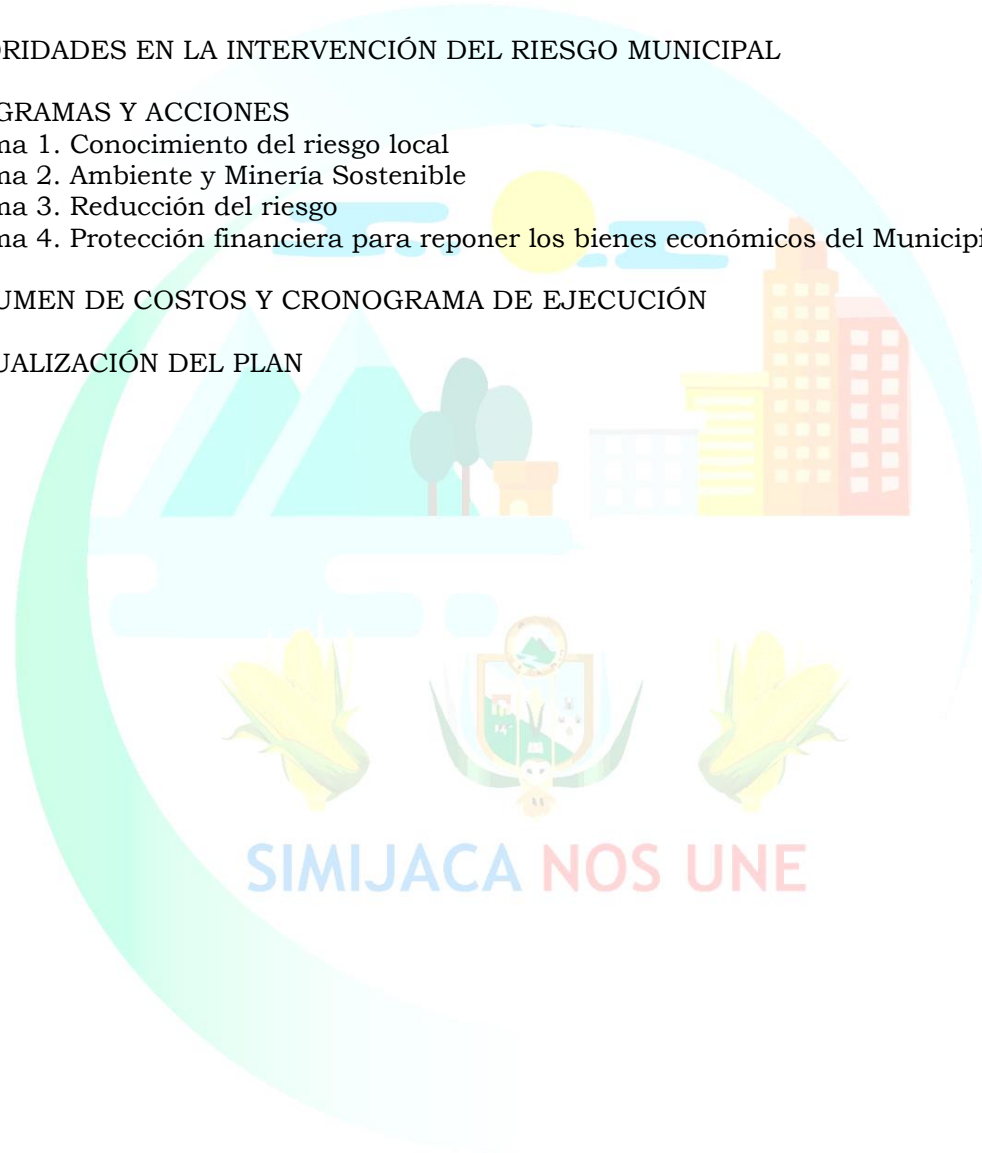 ORIDADES EN LA INTERVENCIÓN DEL RIESGO MUNICIPAL
GRAMAS Y ACCIONES
ma 1. Conocimiento del riesgo local
ma 2. Ambiente y Minería Sostenible
ma 3. Reducción del riesgo
ma 4. Protección financiera para reponer los bienes económicos del Municipi
UMEN DE COSTOS Y CRONOGRAMA DE EJECUCIÓN
UALIZACIÓN DEL PLAN
SIMIJACA NOS UNE